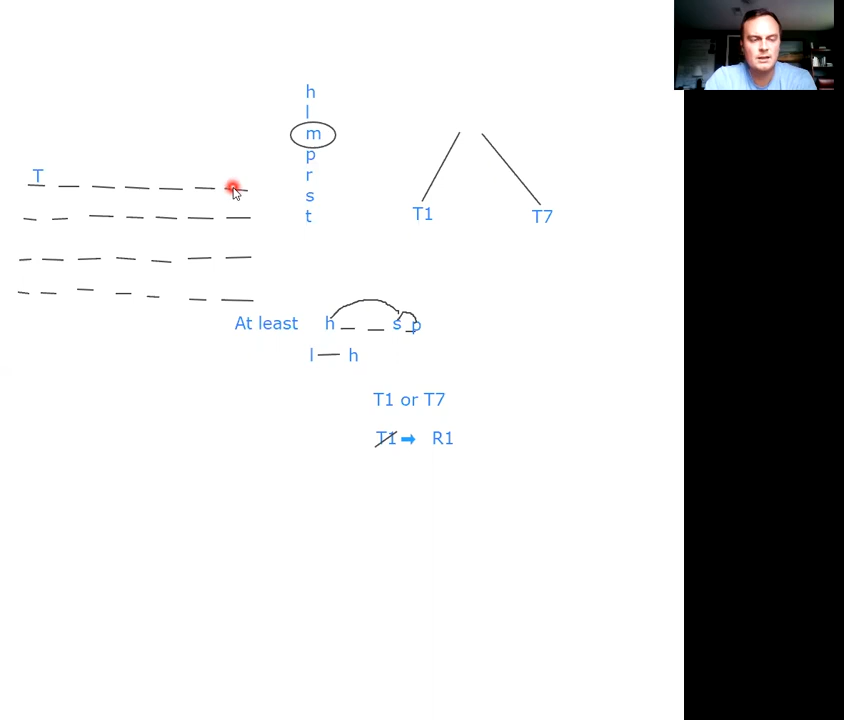 h
l
m
p
r
s
t
T
T1 T7
At least h _ _ s p
l — h
T1 or T7
T1 ➡ R1